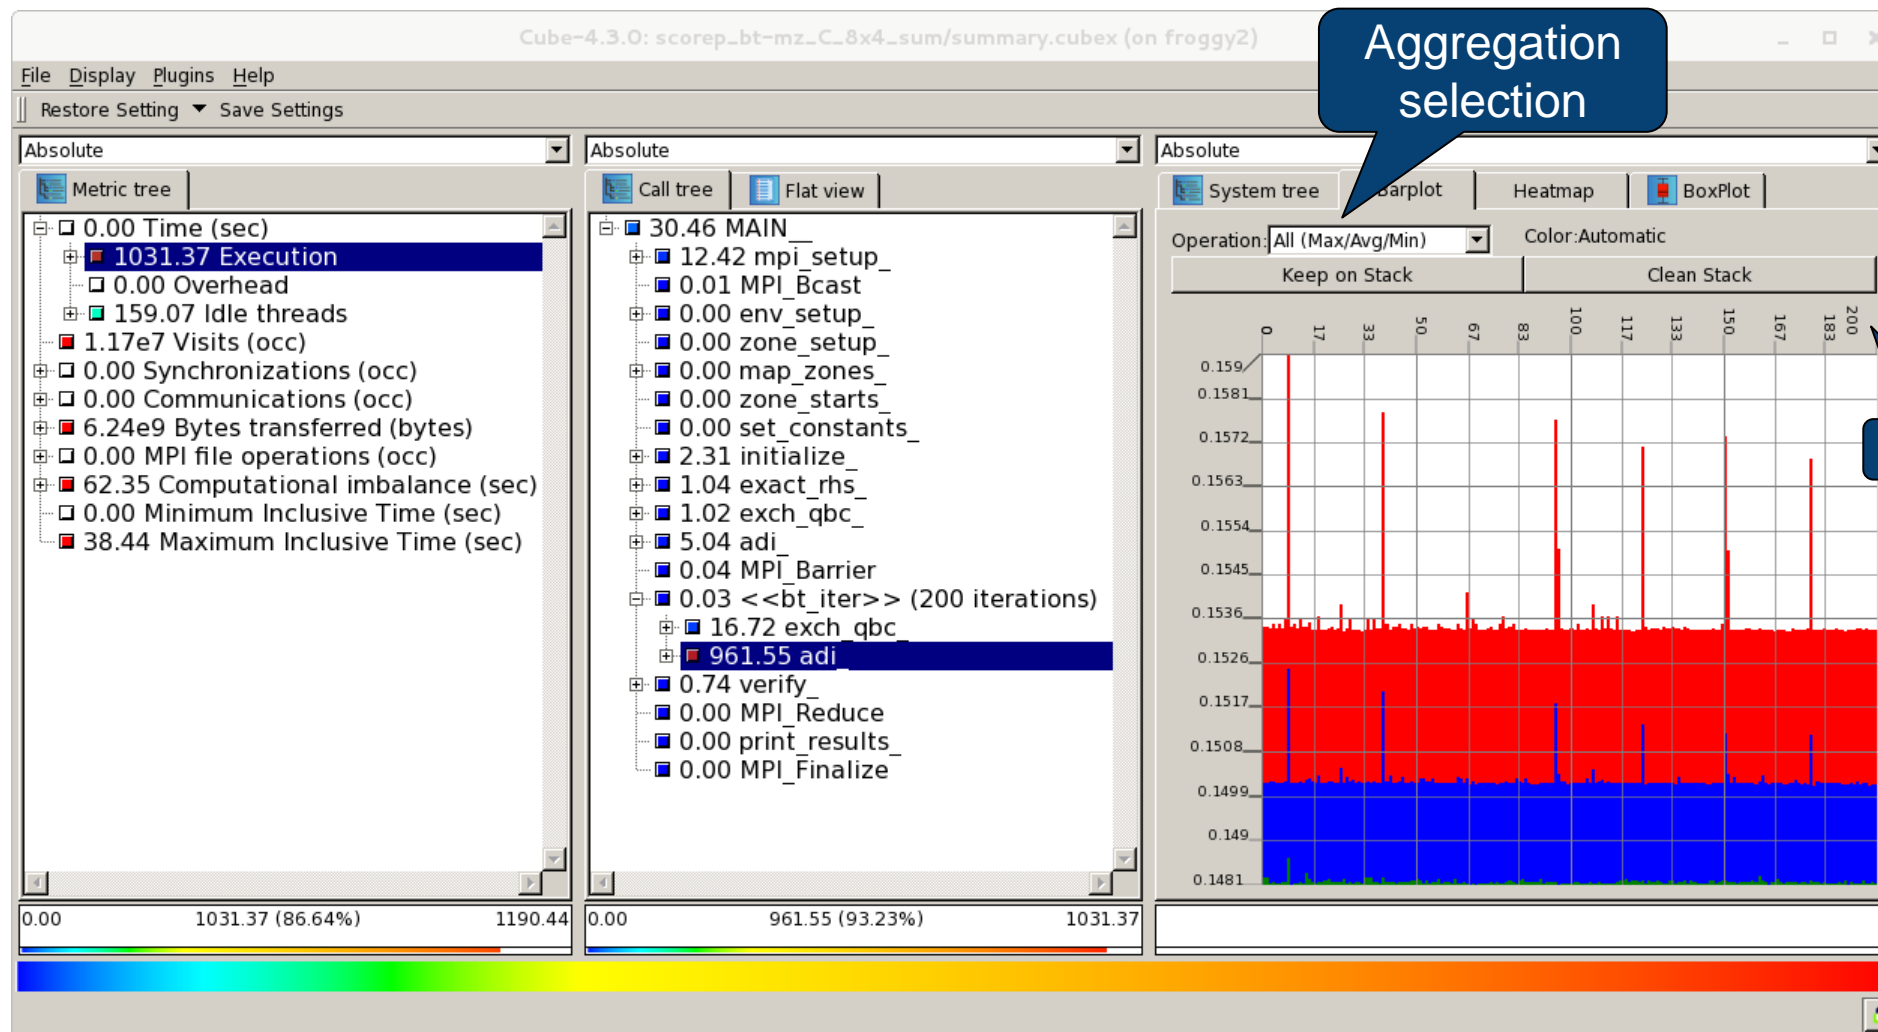 Cube-4.3.0: scorep_bt-mz_C_8x4_sum/summary.cubex (on froggy2)
Aggregation
selection
File Display Plugins Help
Restore Setting Save Settings
Absolute
Metric tree
0.00 Time (sec)
1031.37 Execution
0.00 Overhead
159.07 Idle threads
1.17e7 Visits (occ)
0.00 Synchronizations (occ)
0.00 Communications (occ)
6.24e9 Bytes transferred (bytes)
0.00 MPI file operations (occ)
62.35 Computational imbalance (sec)
0.00 Minimum Inclusive Time (sec)
38.44 Maximum Inclusive Time (sec)
0.00 1031.37 (86.64%) 1190.44
Absolute
Call tree Flat view
30.46 MAIN__
12.42 mpi_setup_
0.01 MPI_Bcast
0.00 env_setup_
0.00 zone_setup_
0.00 map_zones_
0.00 zone_starts_
0.00 set_constants_
2.31 initialize_
1.04 exact_rhs_
1.02 exch_qbc_
5.04 adi_
0.04 MPI_Barrier
0.03 <<bt_iter>> (200 iterations)
16.72 exch_qbc_
961.55 adi_
0.74 verify_
0.00 MPI_Reduce
0.00 print_results_
0.00 MPI_Finalize
0.00 961.55 (93.23%) 1031.37
Absolute
System tree Barplot Heatmap BoxPlot
Operation: All (Max/Avg/Min) Color:Automatic
Keep on Stack Clean Stack
0 17 33 50 67 83 100 117 133 150 167 183 200
0.159
0.1581
0.1572
0.1563
0.1554
0.1545
0.1536
0.1526
0.1517
0.1508
0.1499
0.149
0.1481